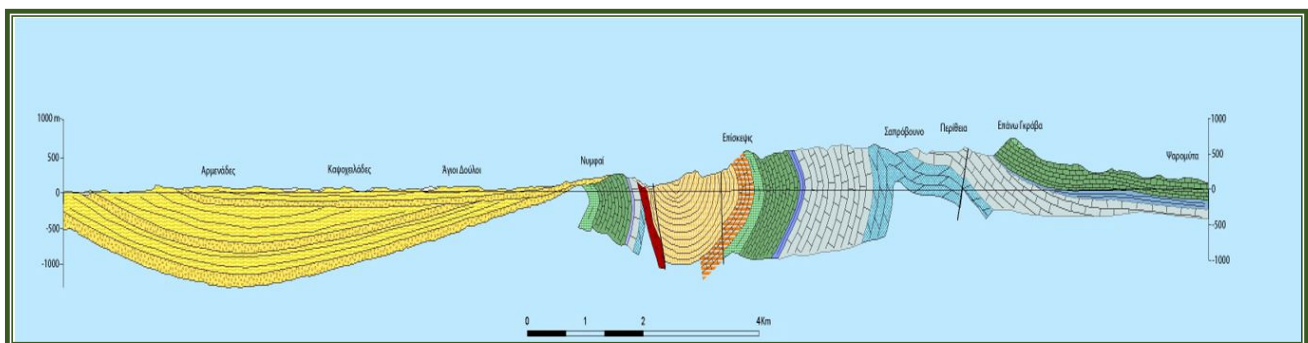 1000 m
500
0
-500
-1000
Αρμενάδες
Καψοχειλάδες
Άγιοι Δούλοι
Νυμφαί
Επίσκεψις
Σαπρόβουνο
Περίθεια
Επάνω Γκράβα
Ψαρομύτα
1000
500
0
-500
-1000
0 1 2 4Km